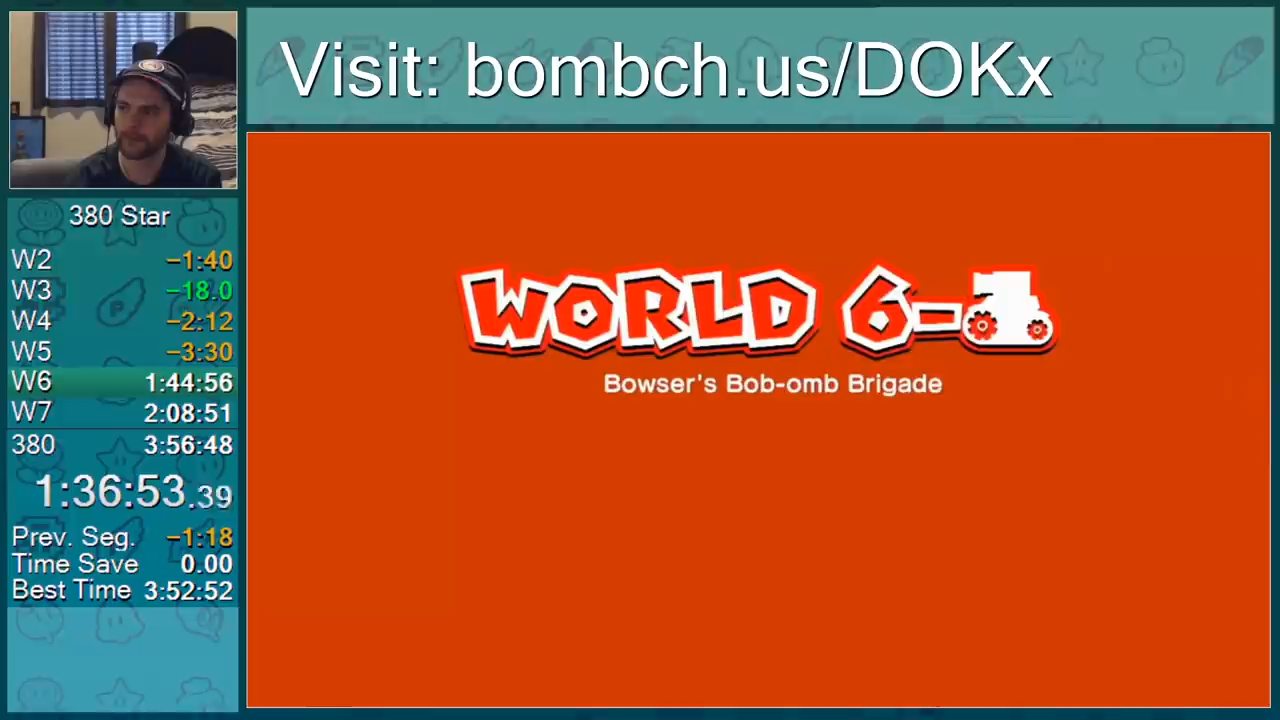 Visit: bombch.us/DOKx
380 Star
W2 −1:40
W3 −18.0
W4 −2:12
W5 −3:30
W6 1:44:56
W7 2:08:51
380 3:56:48
1:36:53.39
Prev. Seg. −1:18
Time Save 0.00
Best Time 3:52:52
WORLD 6-
Bowser's Bob-omb Brigade